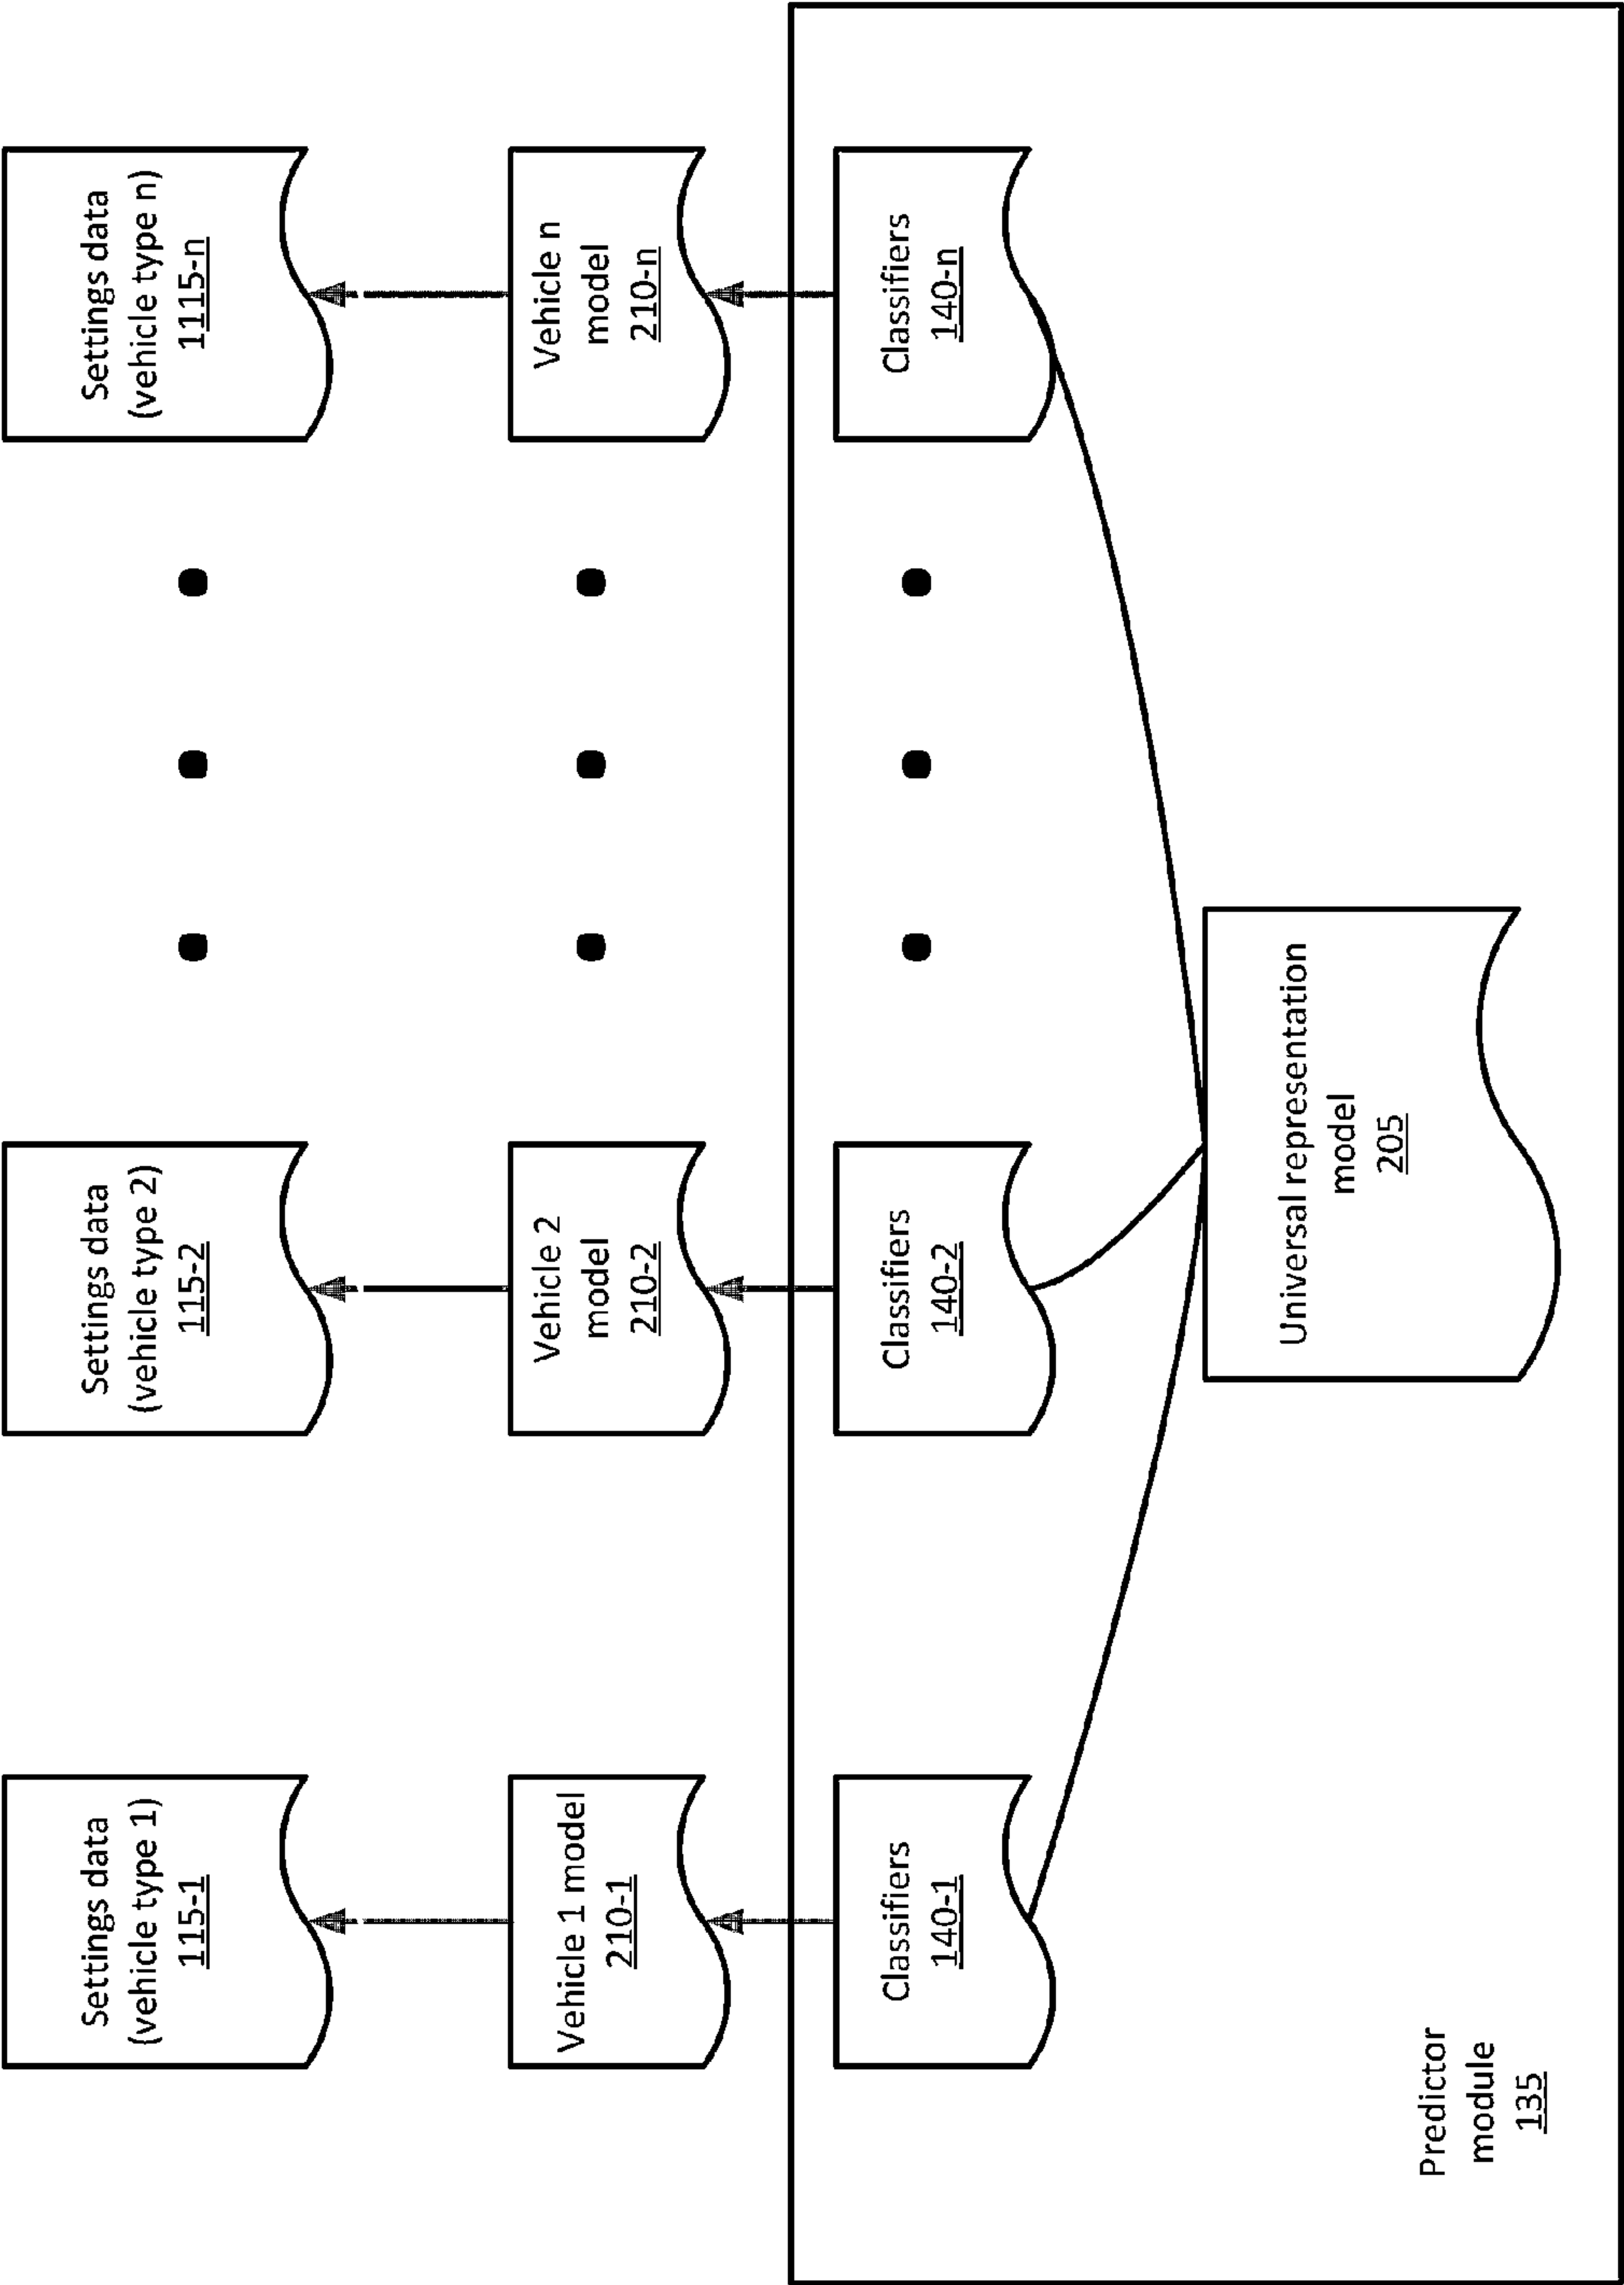 Settings data
(vehicle type 1)
115-1
Settings data
(vehicle type 2)
115-2
Settings data
(vehicle type n)
1115-n
Vehicle 1 model
210-1
Vehicle 2
model
210-2
Vehicle n
model
210-n
Classifiers
140-1
Classifiers
140-2
Classifiers
140-n
Universal representation
model
205
Predictor
module
135